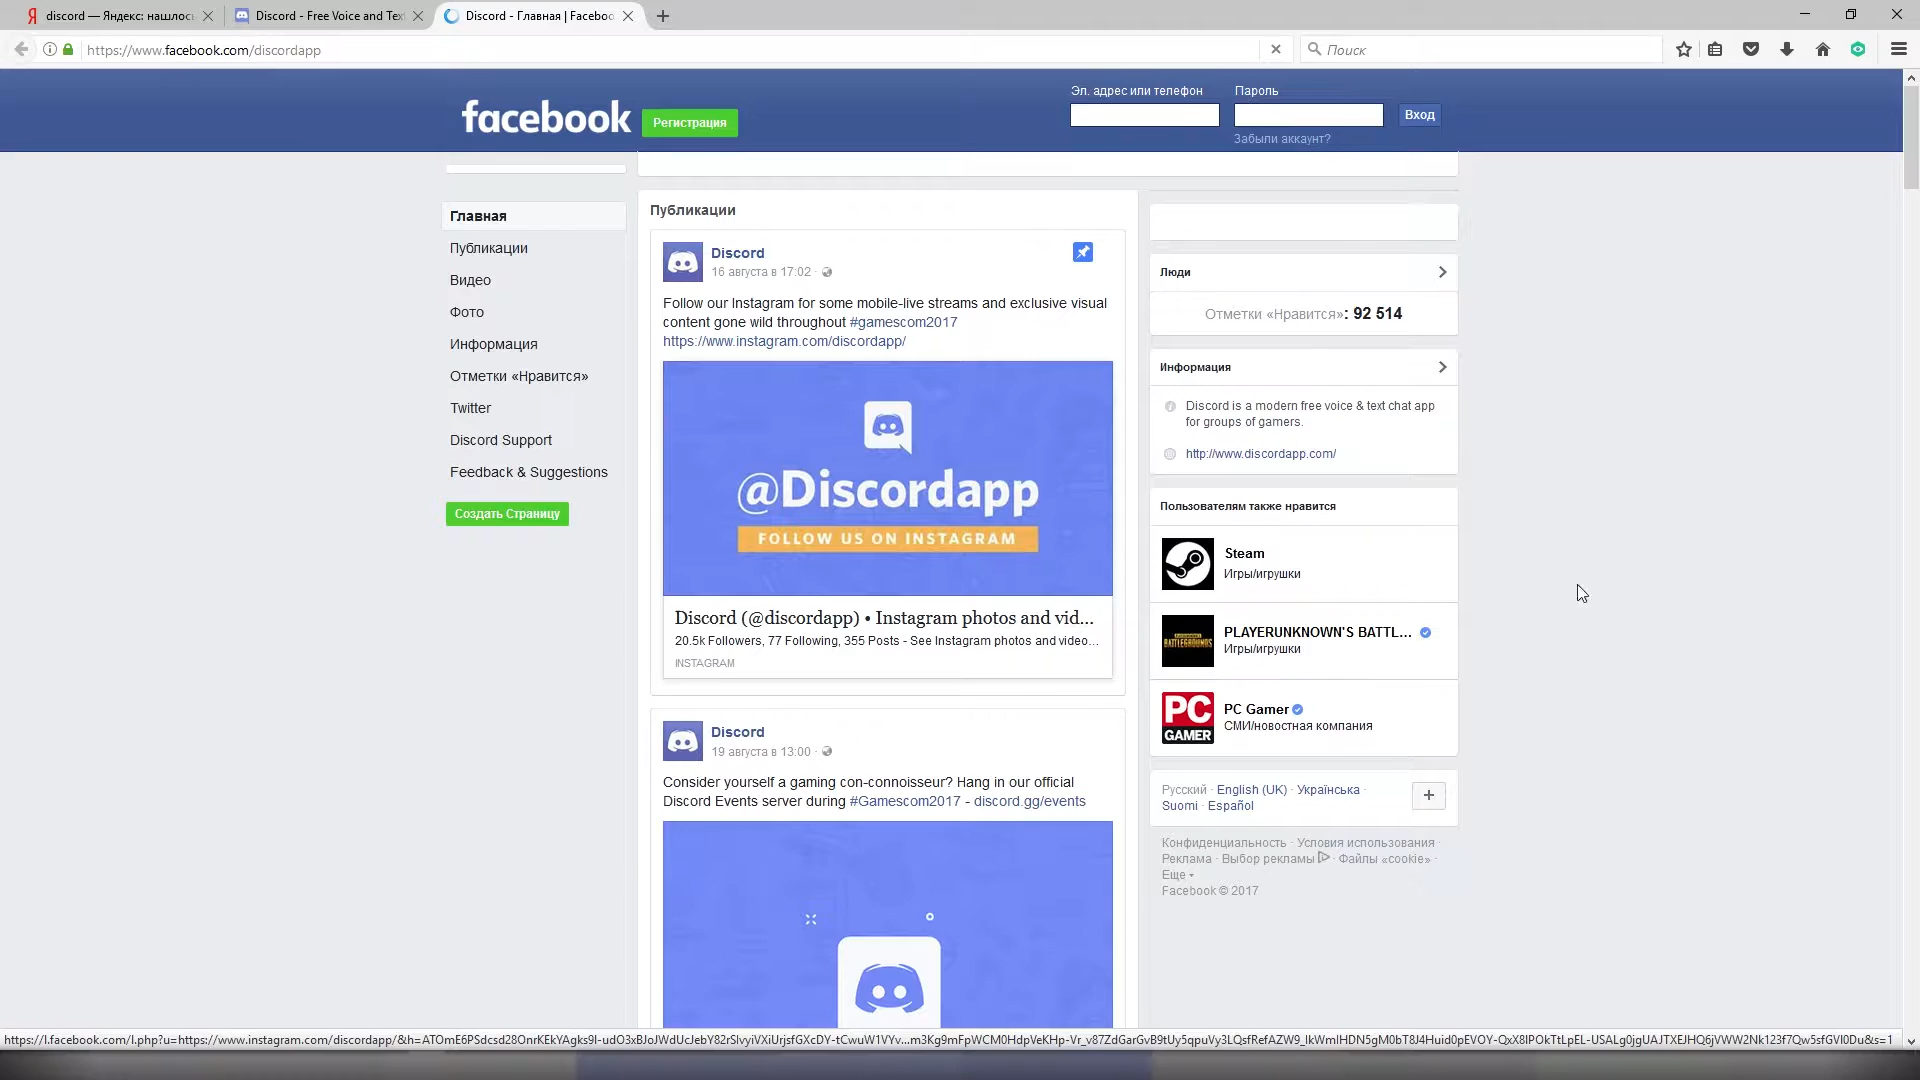 discord — Яндекс: нашлось
Discord - Free Voice and Tex
Discord - Главная | Faceboo
https://www.facebook.com/discordapp
Поиск
facebook
Регистрация
Эл. адрес или телефон
Пароль
Вход
Забыли аккаунт?
Главная
Публикации
Видео
Фото
Информация
Отметки «Нравится»
Twitter
Discord Support
Feedback & Suggestions
Создать Страницу
Публикации
Discord
16 августа в 17:02 ·
Follow our Instagram for some mobile-live streams and exclusive visual
content gone wild throughout #gamescom2017
https://www.instagram.com/discordapp/
@Discordapp
FOLLOW US ON INSTAGRAM
Discord (@discordapp) • Instagram photos and vid...
20.5k Followers, 77 Following, 355 Posts - See Instagram photos and video...
INSTAGRAM
Discord
19 августа в 13:00 ·
Consider yourself a gaming con-connoisseur? Hang in our official
Discord Events server during #Gamescom2017 - discord.gg/events
Люди
Отметки «Нравится»: 92 514
Информация
Discord is a modern free voice & text chat app
for groups of gamers.
http://www.discordapp.com/
Пользователям также нравится
Steam
Игры/игрушки
PLAYERUNKNOWN'S BATTL...
Игры/игрушки
BATTLEGROUNDS
PC Gamer
СМИ/новостная компания
PC
GAMER
Русский · English (UK) · Українська ·
Suomi · Español
Конфиденциальность · Условия использования ·
Реклама · Выбор рекламы · Файлы «cookie» ·
Еще
Facebook © 2017